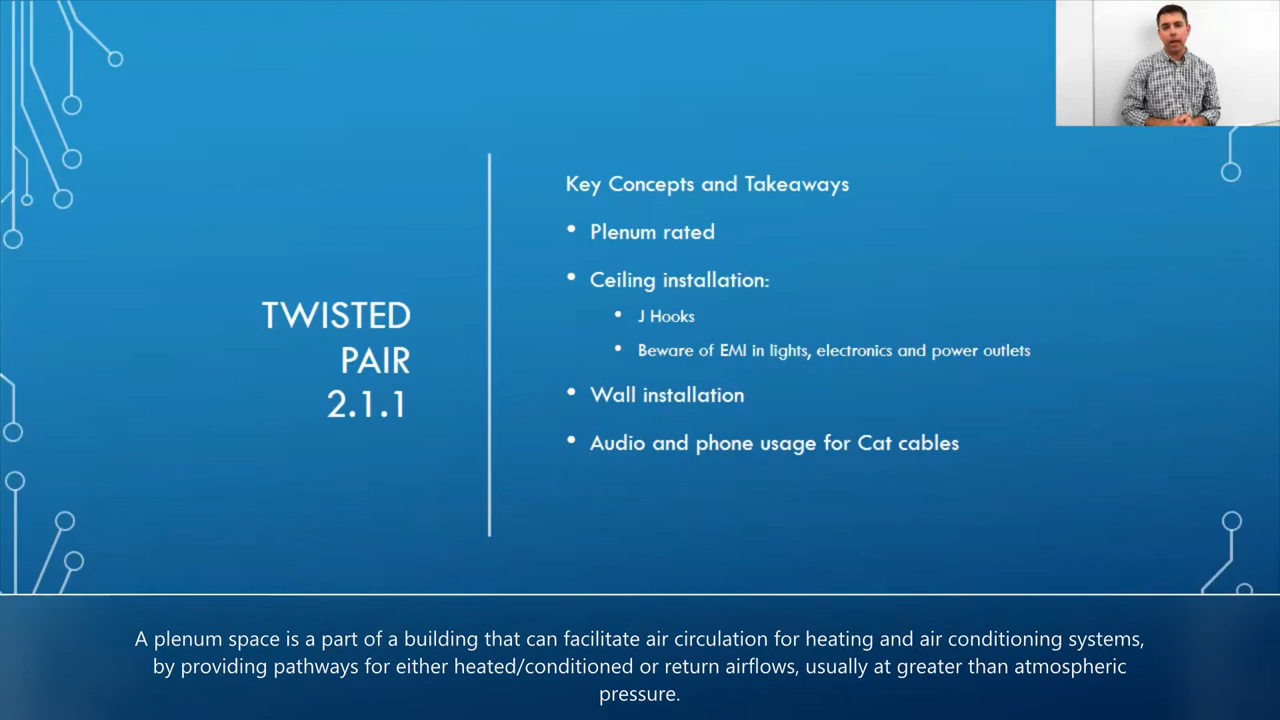 TWISTED
PAIR
2.1.1
Key Concepts and Takeaways
• Plenum rated
• Ceiling installation:
• J Hooks
• Beware of EMI in lights, electronics and power outlets
• Wall installation
• Audio and phone usage for Cat cables
A plenum space is a part of a building that can facilitate air circulation for heating and air conditioning systems,
by providing pathways for either heated/conditioned or return airflows, usually at greater than atmospheric
pressure.